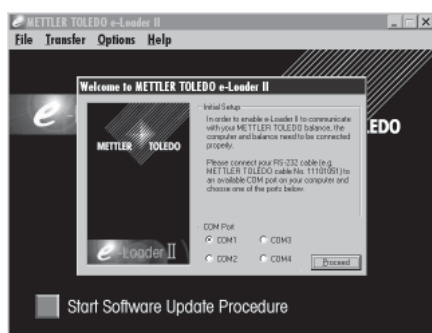 METTLER TOLEDO e-Loader II
File Transfer Options Help
Welcome to METTLER TOLEDO e-Loader II
Initial Setup
In order to enable e-Loader II to communicate
with your METTLER TOLEDO balance, the
computer and balance need to be connected
properly.
Please connect your RS-232 cable (e.g.
METTLER TOLEDO cable No. 11101051) to
an available COM port on your computer and
choose one of the ports below.
METTLER TOLEDO
e-Loader II
COM Port
COM1 COM3
COM2 COM4
Proceed
e
EDO
Start Software Update Procedure